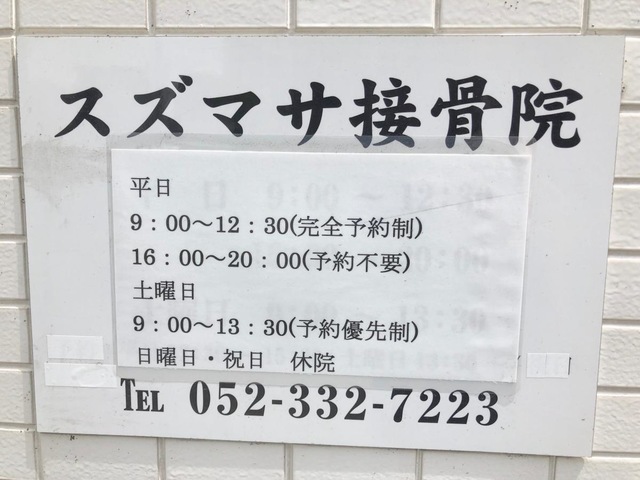 スズマサ接骨院
平日
9：00～12：30(完全予約制)
16：00～20：00(予約不要)
土曜日
9：00～13：30(予約優先制)
日曜日・祝日　休院
TEL 052-332-7223